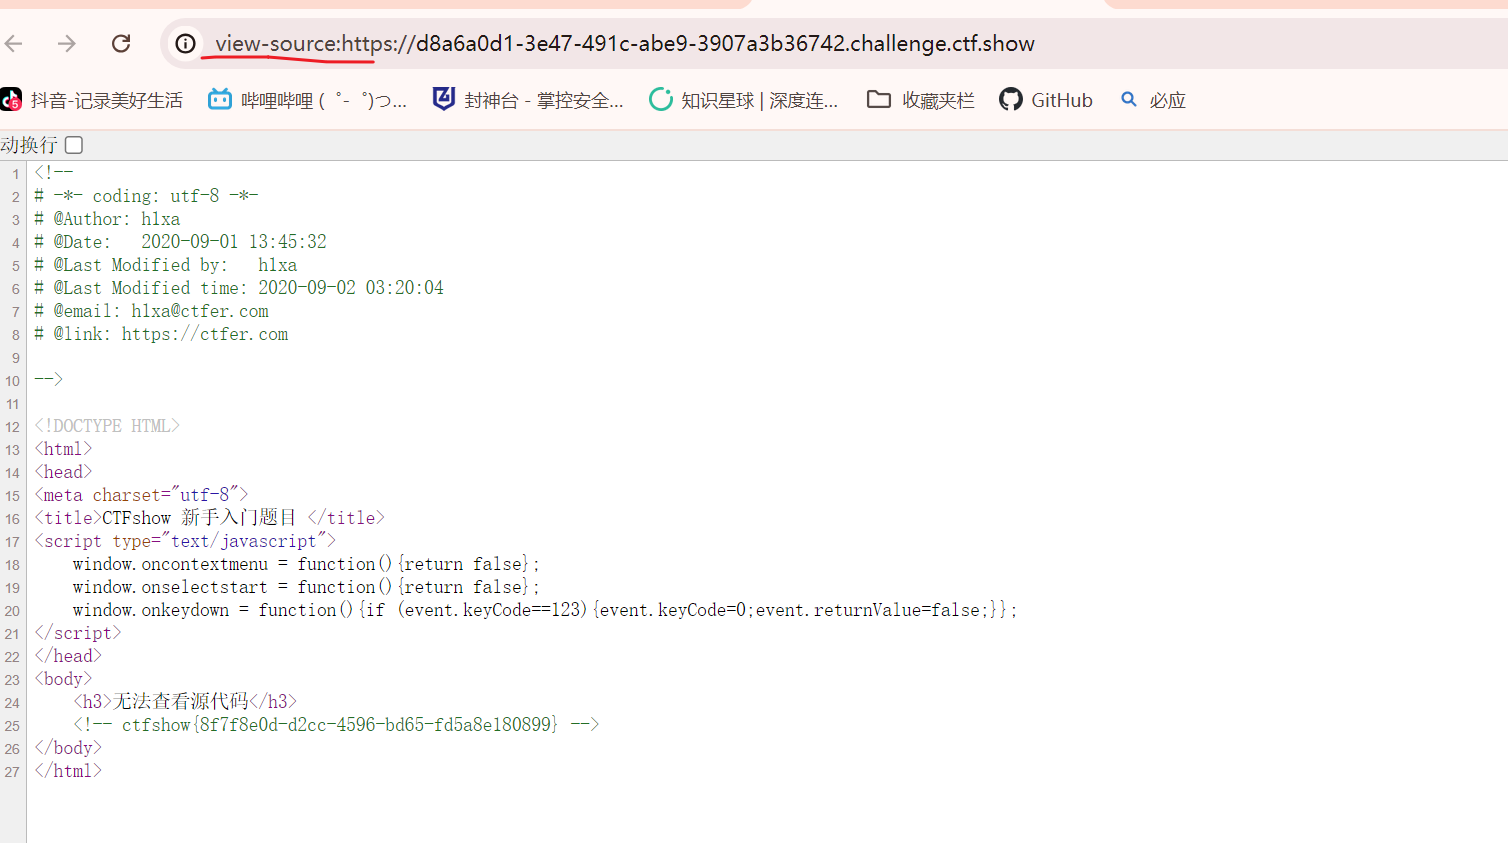 view-source:https://d8a6a0d1-3e47-491c-abe9-3907a3b36742.challenge.ctf.show
抖音-记录美好生活 哔哩哔哩 ( ゜- ゜)つ... 封神台 - 掌控安全... 知识星球 | 深度连... 收藏夹栏 GitHub 必应
动换行
1 <!--
2 # -*- coding: utf-8 -*-
3 # @Author: hlxa
4 # @Date:   2020-09-01 13:45:32
5 # @Last Modified by:   hlxa
6 # @Last Modified time: 2020-09-02 03:20:04
7 # @email: hlxa@ctfer.com
8 # @link: https://ctfer.com
9
10 -->
11
12 <!DOCTYPE HTML>
13 <html>
14 <head>
15 <meta charset="utf-8">
16 <title>CTFshow 新手入门题目 </title>
17 <script type="text/javascript">
18     window.oncontextmenu = function(){return false};
19     window.onselectstart = function(){return false};
20     window.onkeydown = function(){if (event.keyCode==123){event.keyCode=0;event.returnValue=false;}};
21 </script>
22 </head>
23 <body>
24     <h3>无法查看源代码</h3>
25     <!-- ctfshow{8f7f8e0d-d2cc-4596-bd65-fd5a8e180899} -->
26 </body>
27 </html>